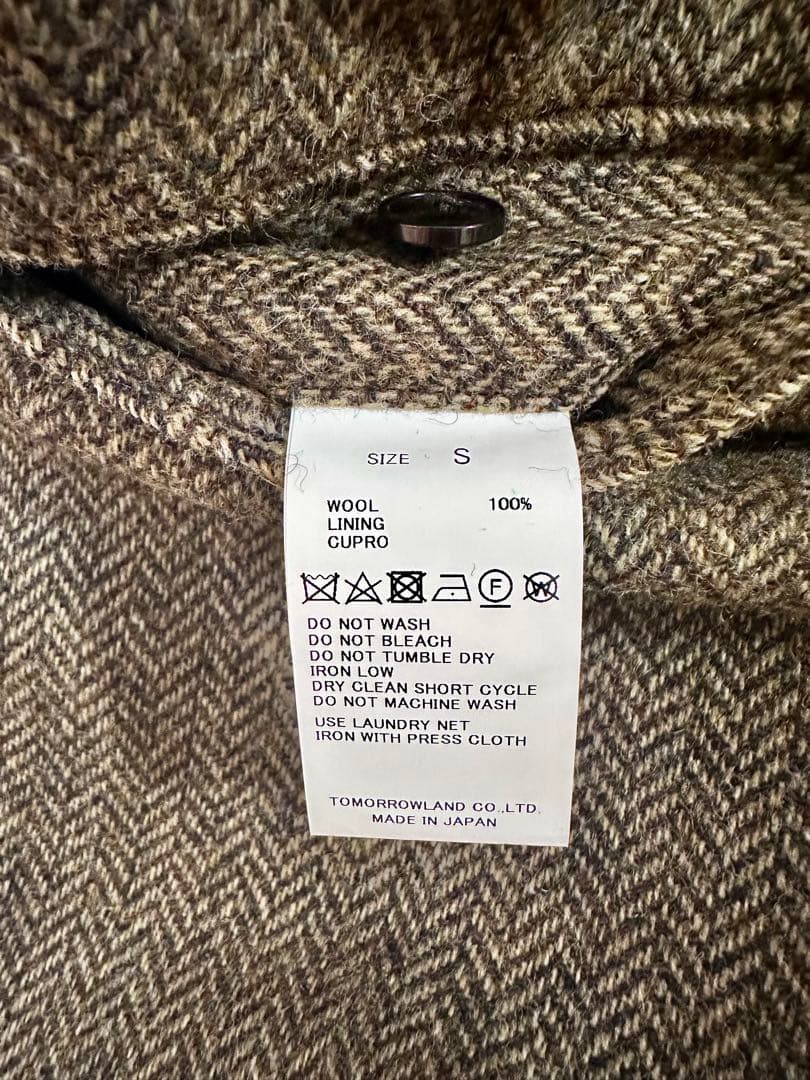 SIZE S
WOOL 100%
LINING
CUPRO
F W
DO NOT WASH
DO NOT BLEACH
DO NOT TUMBLE DRY
IRON LOW
DRY CLEAN SHORT CYCLE
DO NOT MACHINE WASH
USE LAUNDRY NET
IRON WITH PRESS CLOTH
TOMORROWLAND CO.,LTD.
MADE IN JAPAN